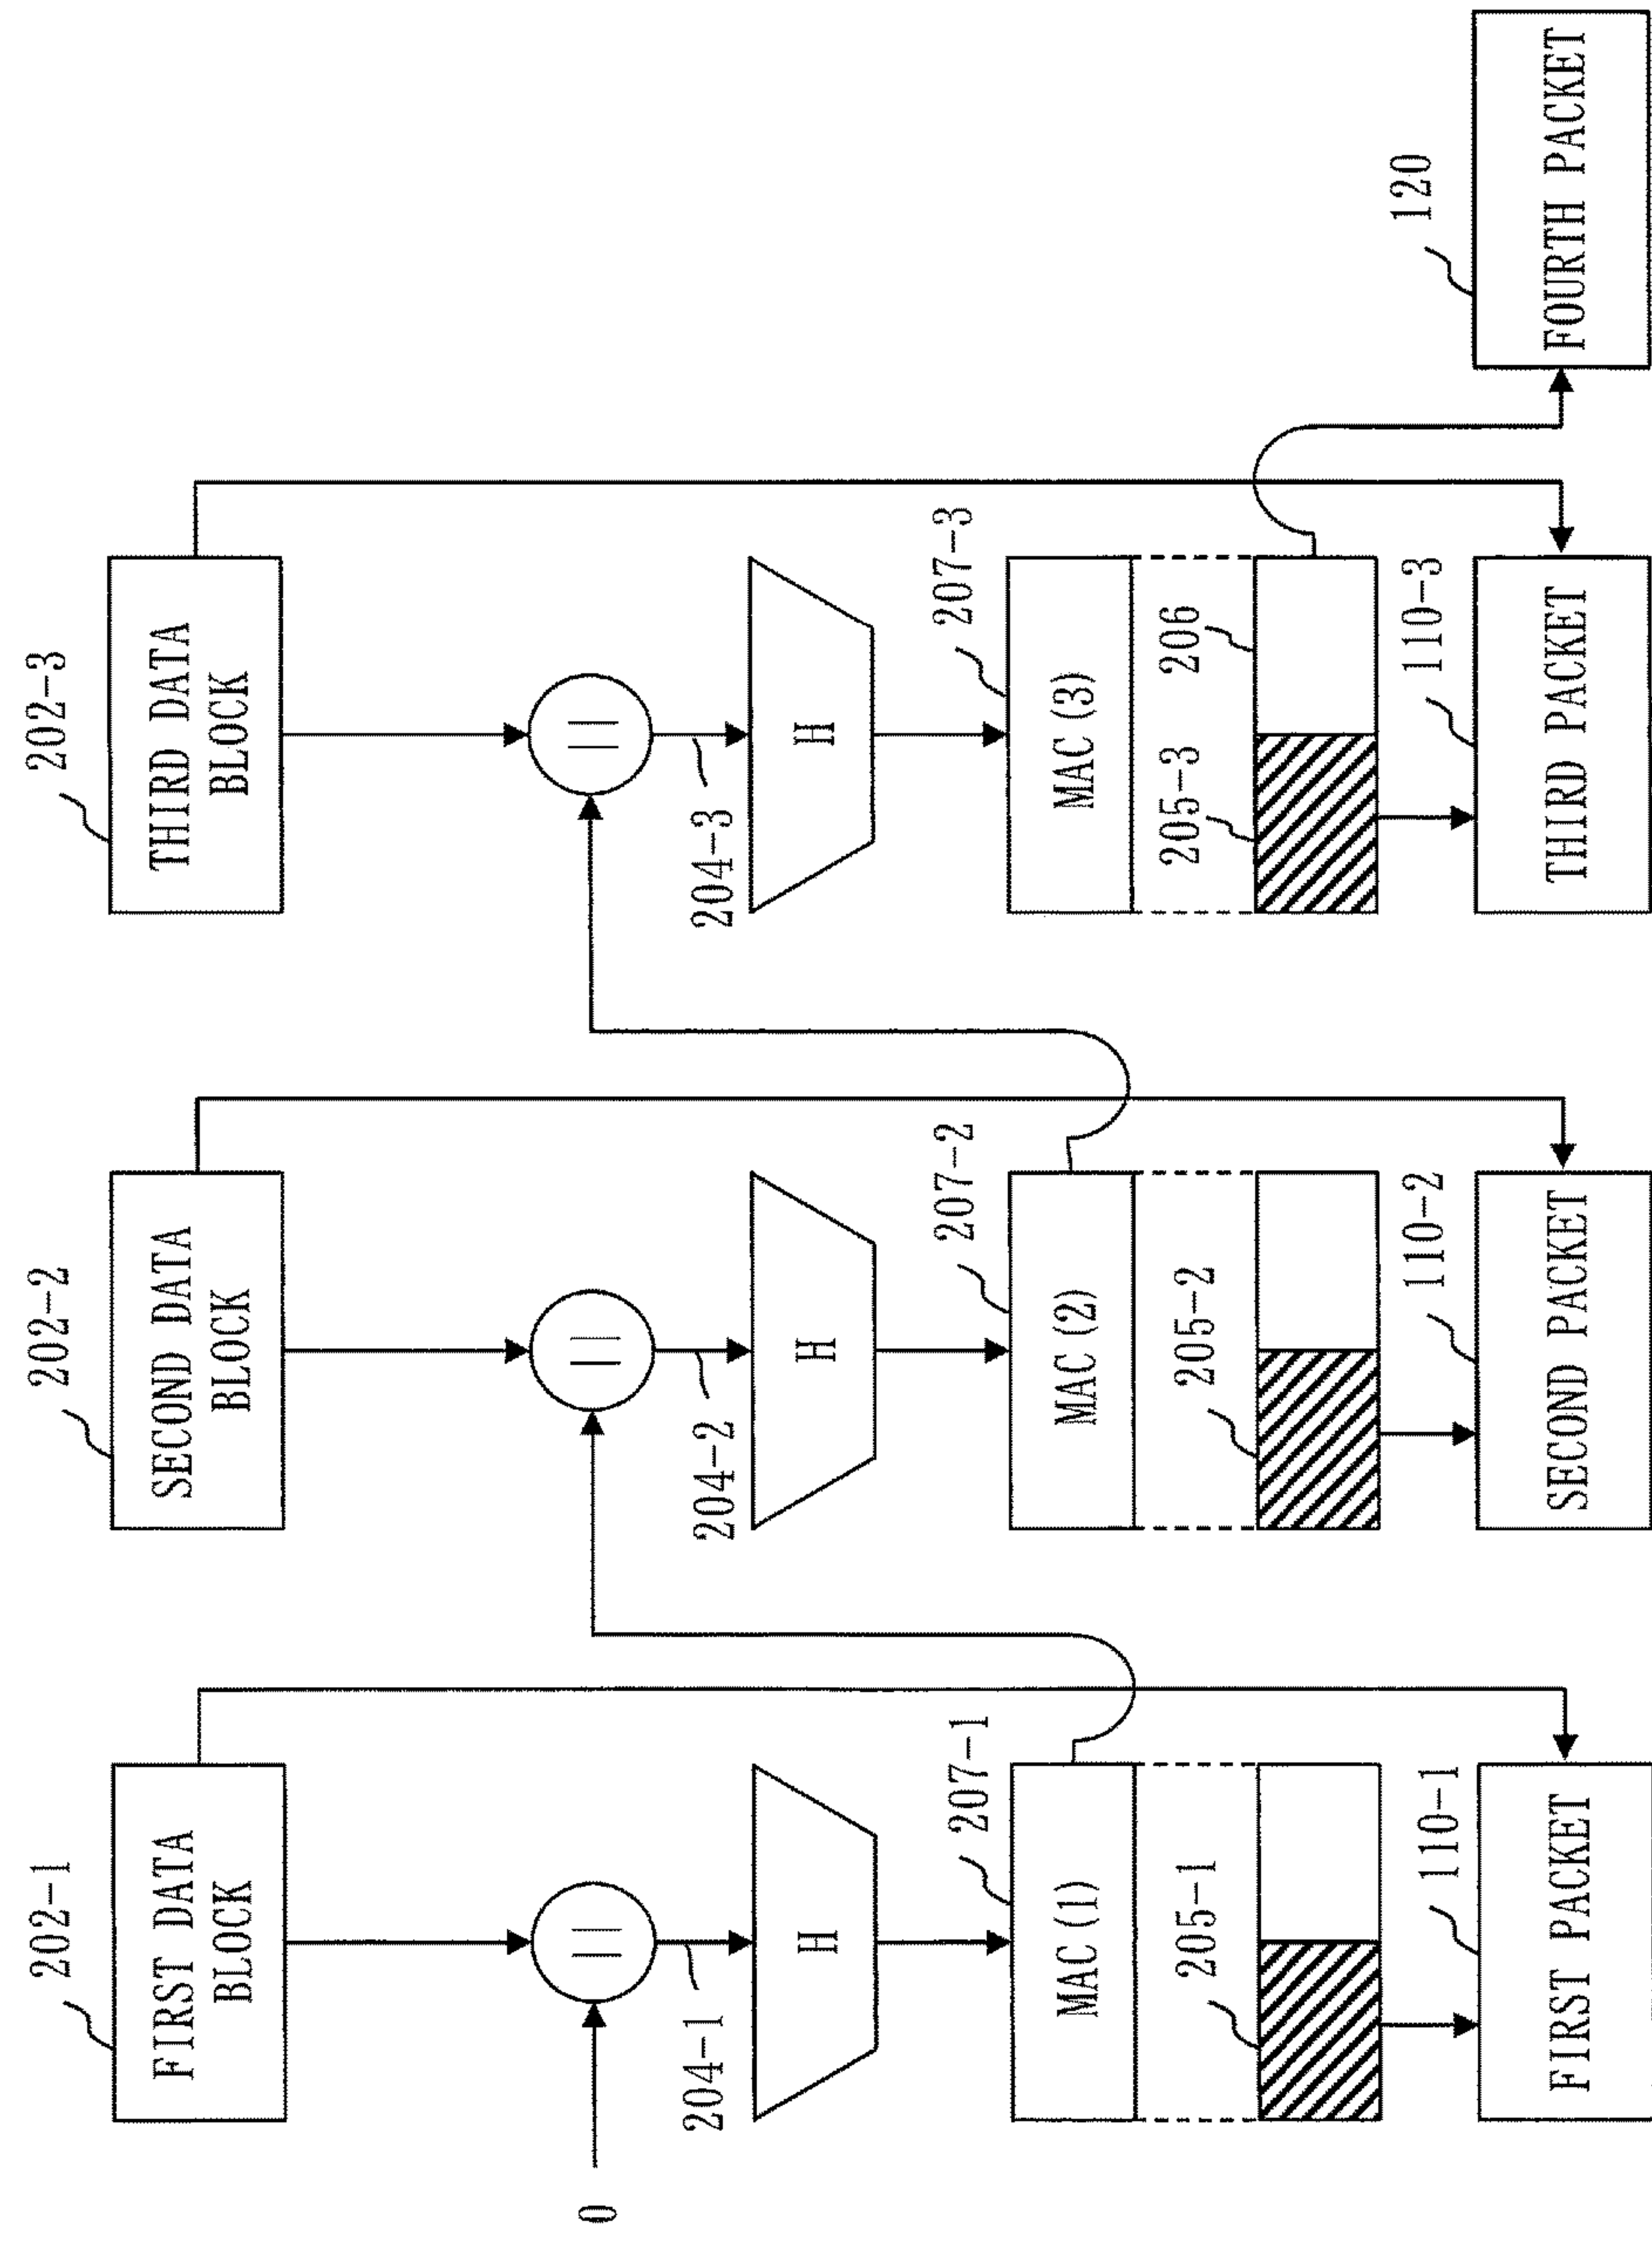 202-1
202-2
202-3
FIRST DATA
BLOCK
SECOND DATA
BLOCK
THIRD DATA
BLOCK
0
||
||
||
204-1
204-2
204-3
H
H
H
207-1
207-2
207-3
MAC(1)
MAC(2)
MAC(3)
205-1
205-2
205-3
206
110-1
110-2
110-3
120
FIRST PACKET
SECOND PACKET
THIRD PACKET
FOURTH PACKET